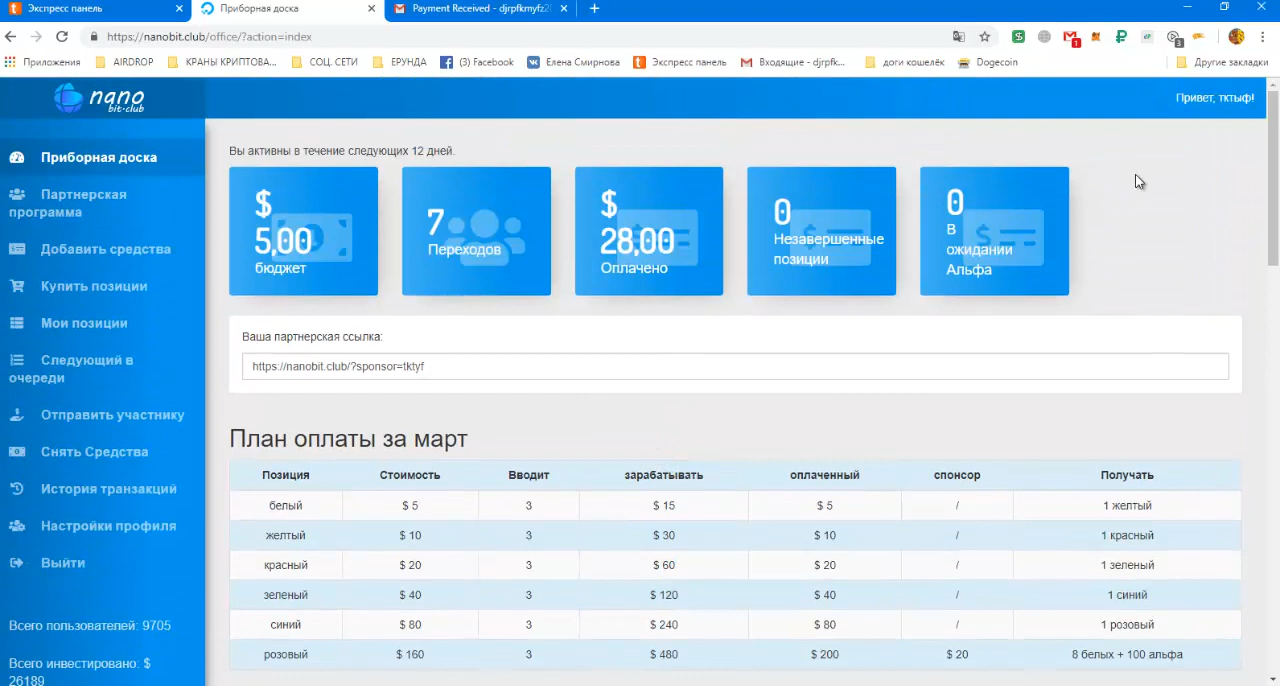 Экспресс панель
Приборная доска
Payment Received - djrpfkmyfz2
https://nanobit.club/office/?action=index
Приложения
AIRDROP
КРАНЫ КРИПТОВА...
СОЦ. СЕТИ
ЕРУНДА
(3) Facebook
Елена Смирнова
Экспресс панель
Входящие - djrpfk...
доги кошелёк
Dogecoin
Другие закладки
nano
bit·club
Привет, тктыф!
Приборная доска
Партнерская
программа
Добавить средства
Купить позиции
Мои позиции
Следующий в
очереди
Отправить участнику
Снять Средства
История транзакций
Настройки профиля
Выйти
Всего пользователей: 9705
Всего инвестировано: $
26189
Вы активны в течение следующих 12 дней.
$
5,00
бюджет
7
Переходов
$
28,00
Оплачено
0
Незавершенные
позиции
0
В
ожидании
Альфа
Ваша партнерская ссылка:
https://nanobit.club/?sponsor=tktyf
План оплаты за март
Позиция Стоимость Вводит зарабатывать оплаченный спонсор Получать
белый $ 5 3 $ 15 $ 5 / 1 желтый
желтый $ 10 3 $ 30 $ 10 / 1 красный
красный $ 20 3 $ 60 $ 20 / 1 зеленый
зеленый $ 40 3 $ 120 $ 40 / 1 синий
синий $ 80 3 $ 240 $ 80 / 1 розовый
розовый $ 160 3 $ 480 $ 200 $ 20 8 белых + 100 альфа